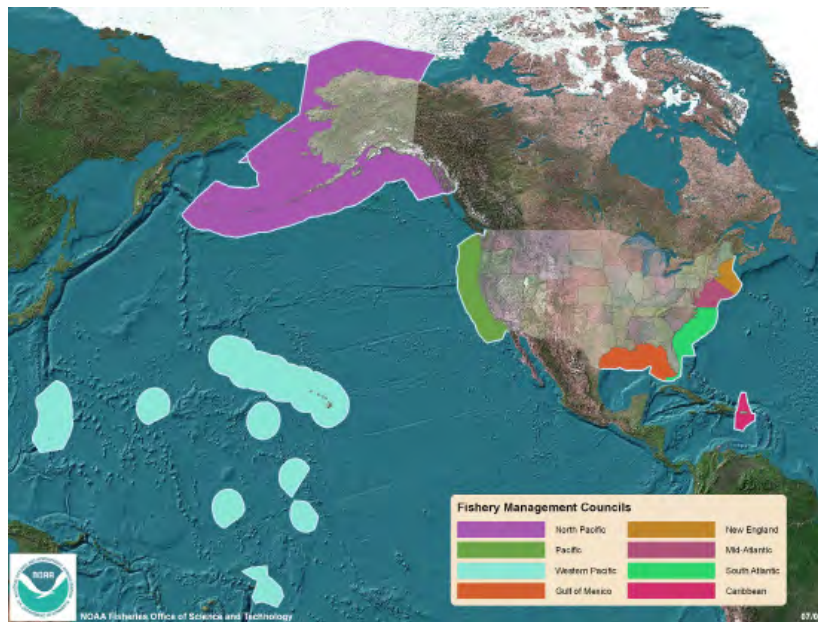 Fishery Management Councils
North Pacific
New England
Pacific
Mid-Atlantic
Western Pacific
South Atlantic
Gulf of Mexico
Caribbean
NOAA
NOAA Fisheries Office of Science and Technology